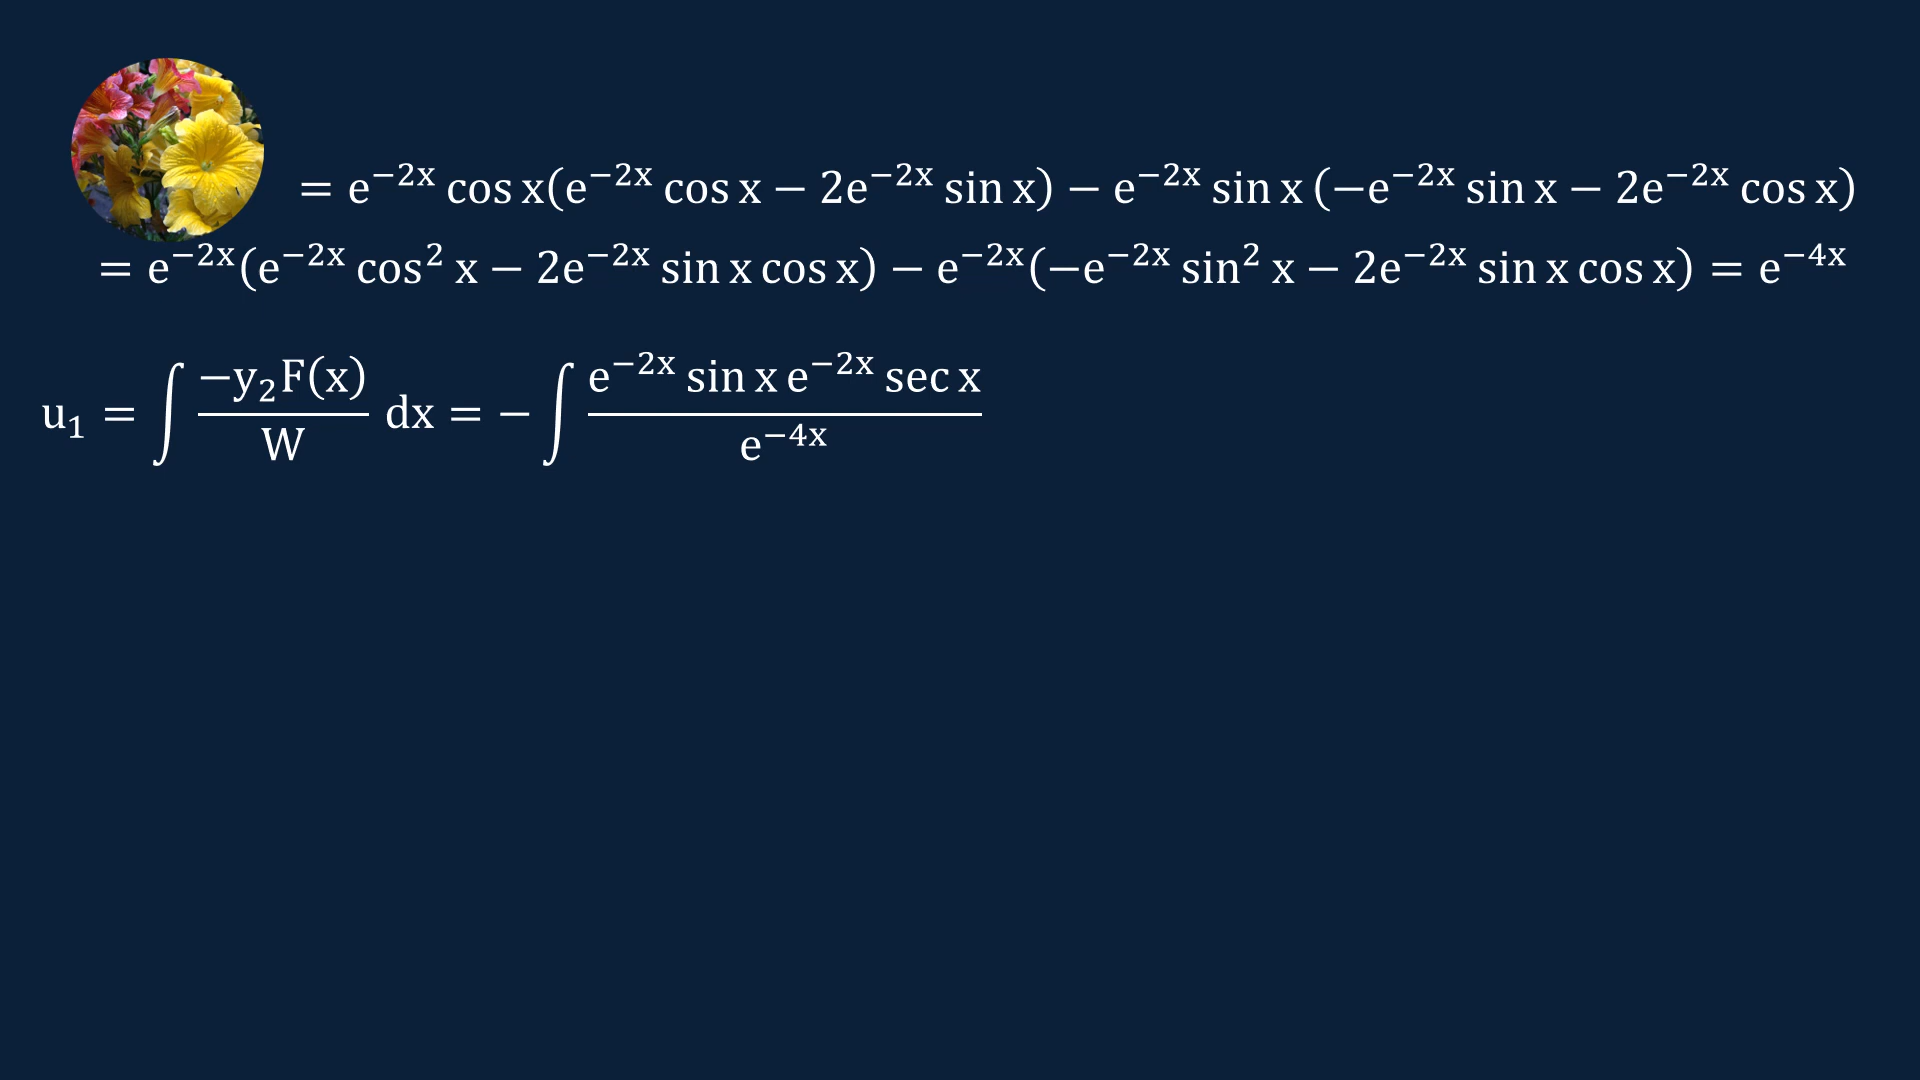 = e⁻²ˣ cos x(e⁻²ˣ cos x − 2e⁻²ˣ sin x) − e⁻²ˣ sin x (−e⁻²ˣ sin x − 2e⁻²ˣ cos x)
= e⁻²ˣ(e⁻²ˣ cos² x − 2e⁻²ˣ sin x cos x) − e⁻²ˣ(−e⁻²ˣ sin² x − 2e⁻²ˣ sin x cos x) = e⁻⁴ˣ
u₁ = ∫ (−y₂F(x))/W dx = − ∫ (e⁻²ˣ sin x e⁻²ˣ sec x)/e⁻⁴ˣ